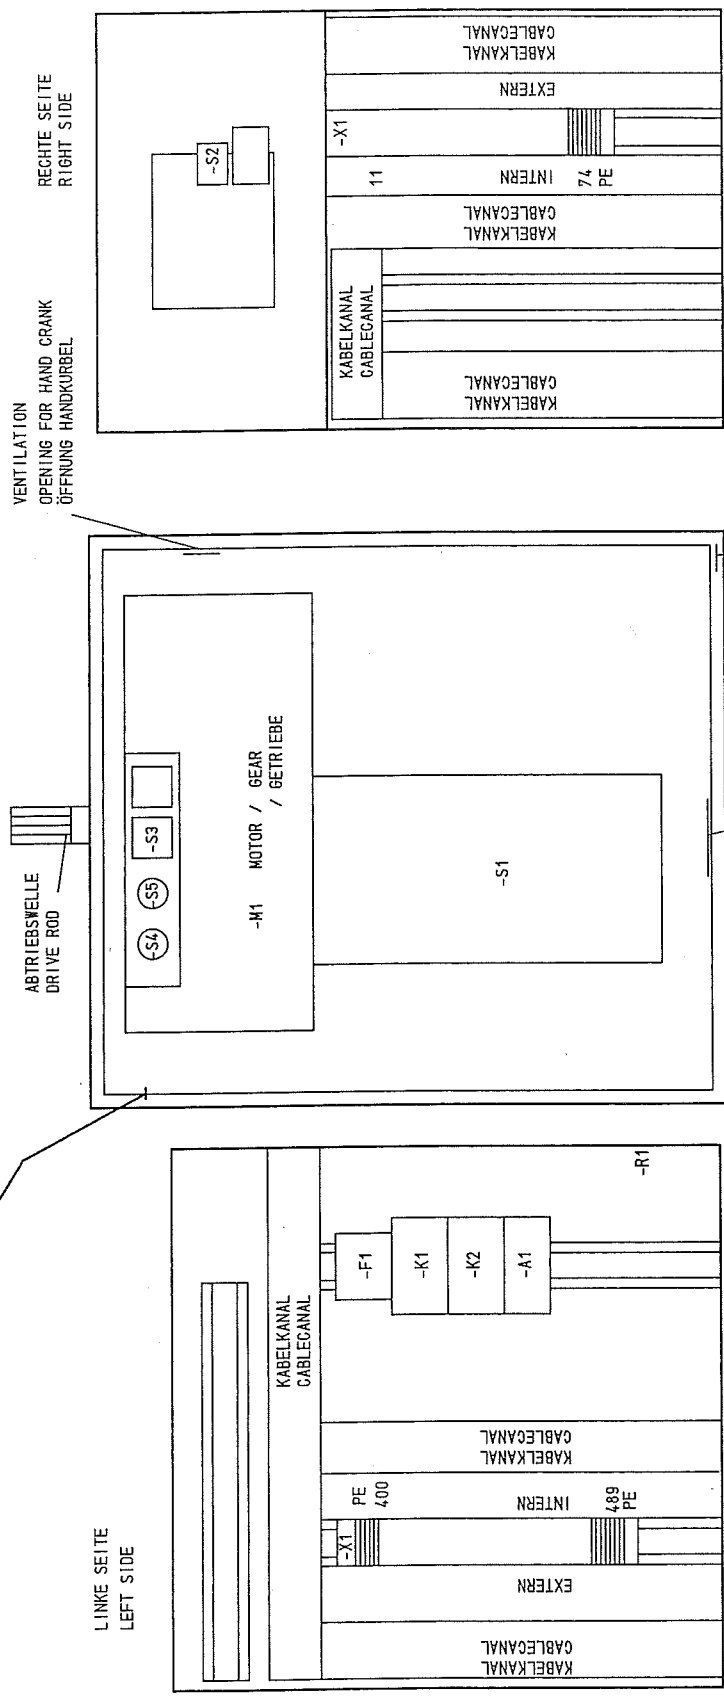 LINKE SEITE
LEFT SIDE
KABELKANAL
CABLECANAL
-X1
PE
400
EXTERN
INTERN
489
PE
KABELKANAL
CABLECANAL
KABELKANAL
CABLECANAL
-F1
-K1
-K2
-A1
-R1
ABTRIEBSWELLE
DRIVE ROD
-S4
-S5
-S3
-M1 MOTOR / GEAR
/ GETRIEBE
-S1
VENTILATION
OPENING FOR HAND CRANK
ÖFFNUNG HANDKURBEL
RECHTE SEITE
RIGHT SIDE
-S2
KABELKANAL
CABLECANAL
KABELKANAL
CABLECANAL
KABELKANAL
CABLECANAL
11
INTERN
74
PE
-X1
EXTERN
KABELKANAL
CABLECANAL